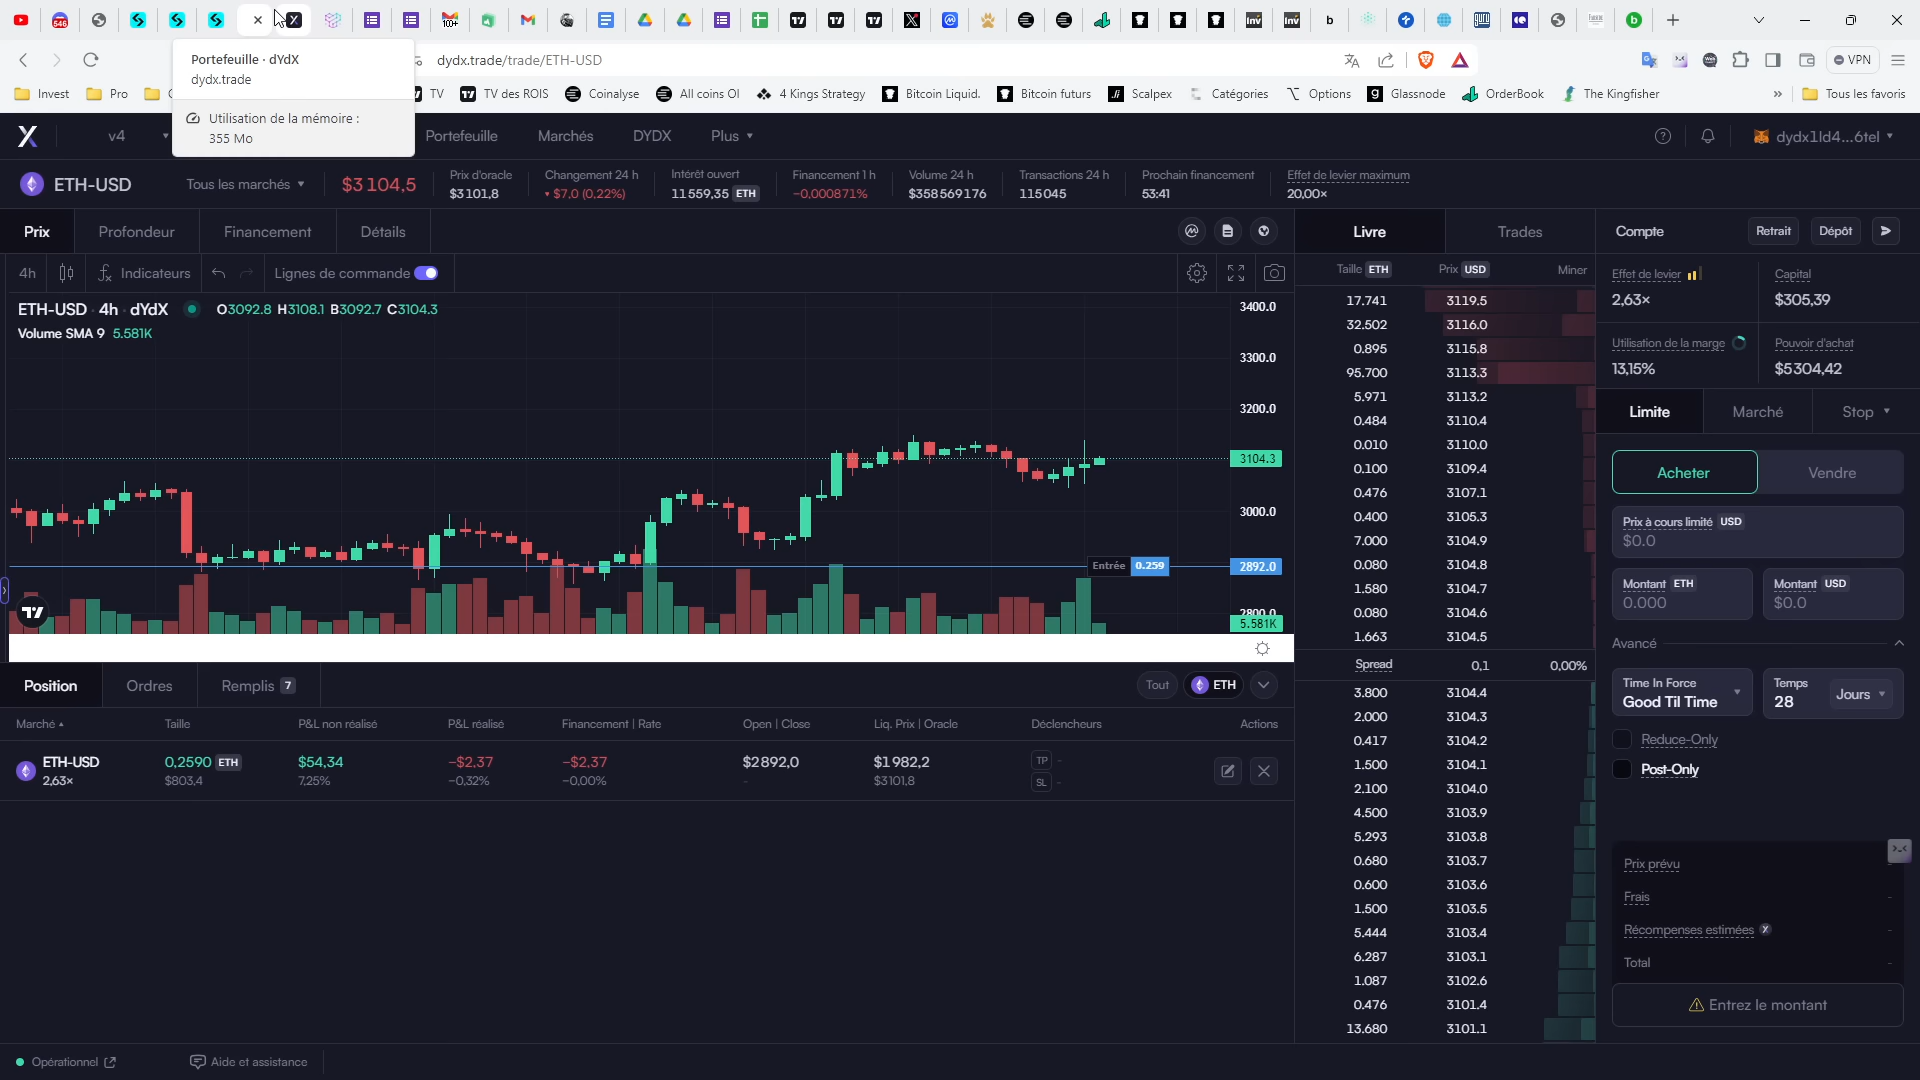 646
100+
Portefeuille · dYdX
dydx.trade
Utilisation de la mémoire :
355 Mo
dydx.trade/trade/ETH-USD
VPN
Invest
Pro
TV
TV des ROIS
Coinalyse
All coins OI
4 Kings Strategy
Bitcoin Liquid.
Bitcoin futurs
Scalpex
Catégories
Options
Glassnode
OrderBook
The Kingfisher
»
Tous les favoris
v4
Portefeuille
Marchés
DYDX
Plus
dydx1ld4...6tel
ETH-USD
Tous les marchés
$3 104,5
Prix d'oracle
$3 101,8
Changement 24 h
$7,0 (0,22%)
Intérêt ouvert
11 559,35 ETH
Financement 1 h
-0,000871%
Volume 24 h
$358 569 176
Transactions 24 h
115 045
Prochain financement
53:41
Effet de levier maximum
20,00×
Prix
Profondeur
Financement
Détails
4h
Indicateurs
Lignes de commande
ETH-USD · 4h · dYdX
O3092.8 H3108.1 B3092.7 C3104.3
Volume SMA 9 5.581K
3400.0
3300.0
3200.0
3104.3
3000.0
Entrée 0.259
2892.0
2800.0
5.581K
Livre
Trades
Taille ETH
Prix USD
Miner
17.741 3119.5
32.502 3116.0
0.895 3115.8
95.700 3113.3
5.971 3113.2
0.484 3110.4
0.010 3110.0
0.100 3109.4
0.476 3107.1
0.400 3105.3
7.000 3104.9
0.080 3104.8
1.580 3104.7
0.080 3104.6
1.663 3104.5
Spread 0,1 0,00%
3.800 3104.4
2.000 3104.3
0.417 3104.2
1.500 3104.1
2.100 3104.0
4.500 3103.9
5.293 3103.8
0.680 3103.7
0.600 3103.6
1.500 3103.5
5.444 3103.4
6.287 3103.1
1.087 3102.6
0.476 3101.4
13.680 3101.1
Compte
Retrait
Dépôt
Effet de levier
2,63×
Capital
$305,39
Utilisation de la marge
13,15%
Pouvoir d'achat
$5 304,42
Limite
Marché
Stop
Acheter
Vendre
Prix à cours limité USD
$0.0
Montant ETH
0.000
Montant USD
$0.0
Avancé
Time In Force
Good Til Time
Temps
28
Jours
Reduce-Only
Post-Only
Prix prévu -
Frais -
Récompenses estimées -
Total -
Entrez le montant
Position
Ordres
Remplis 7
Tout
ETH
Marché
Taille
P&L non réalisé
P&L réalisé
Financement | Rate
Open | Close
Liq. Prix | Oracle
Déclencheurs
Actions
ETH-USD
2,63×
0,2590 ETH
$803,4
$54,34
7,25%
-$2,37
-0,32%
-$2,37
-0,00%
$2 892,0
-
$1 982,2
$3 101,8
TP -
SL -
Opérationnel
Aide et assistance